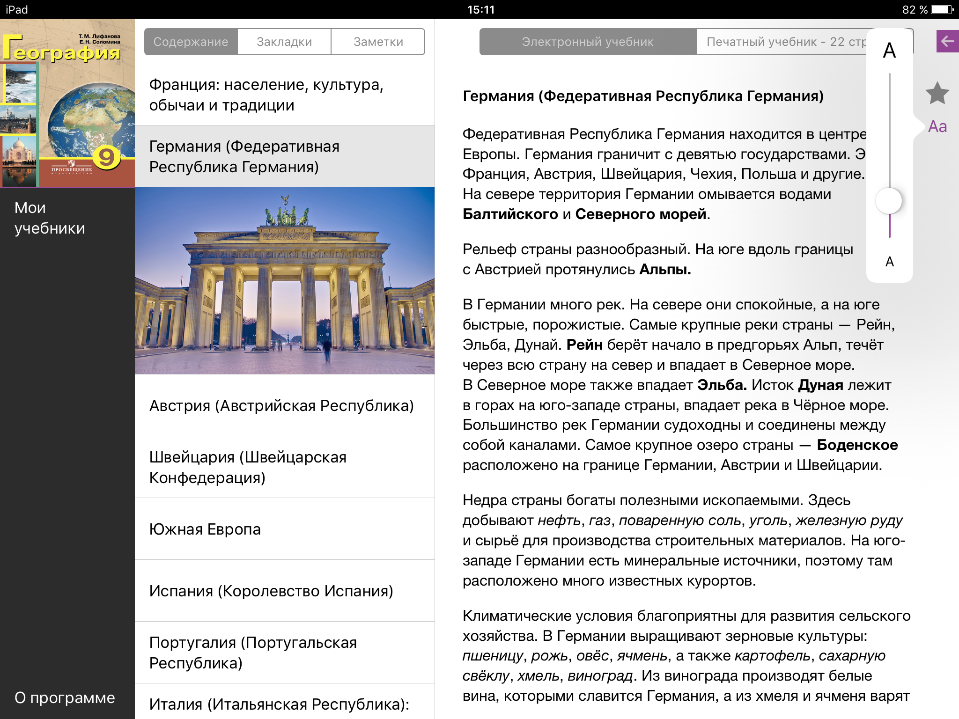 iPad
15:11
82 %
Т. М. Лифанова
Е. Н. Соломина
География
9
ПРОСВЕЩЕНИЕ
Мои
учебники
О программе
Содержание
Закладки
Заметки
Франция: население, культура,
обычаи и традиции
Германия (Федеративная
Республика Германия)
Австрия (Австрийская Республика)
Швейцария (Швейцарская
Конфедерация)
Южная Европа
Испания (Королевство Испания)
Португалия (Португальская
Республика)
Италия (Итальянская Республика):
Электронный учебник
Печатный учебник - 22 стр
A
A
Aa
Германия (Федеративная Республика Германия)
Федеративная Республика Германия находится в центре
Европы. Германия граничит с девятью государствами. Э
Франция, Австрия, Швейцария, Чехия, Польша и другие.
На севере территория Германии омывается водами
Балтийского и Северного морей.
Рельеф страны разнообразный. На юге вдоль границы
с Австрией протянулись Альпы.
В Германии много рек. На севере они спокойные, а на юге
быстрые, порожистые. Самые крупные реки страны — Рейн,
Эльба, Дунай. Рейн берёт начало в предгорьях Альп, течёт
через всю страну на север и впадает в Северное море.
В Северное море также впадает Эльба. Исток Дуная лежит
в горах на юго-западе страны, впадает река в Чёрное море.
Большинство рек Германии судоходны и соединены между
собой каналами. Самое крупное озеро страны — Боденское
расположено на границе Германии, Австрии и Швейцарии.
Недра страны богаты полезными ископаемыми. Здесь
добывают нефть, газ, поваренную соль, уголь, железную руду
и сырьё для производства строительных материалов. На юго-
западе Германии есть минеральные источники, поэтому там
расположено много известных курортов.
Климатические условия благоприятны для развития сельского
хозяйства. В Германии выращивают зерновые культуры:
пшеницу, рожь, овёс, ячмень, а также картофель, сахарную
свёклу, хмель, виноград. Из винограда производят белые
вина, которыми славится Германия, а из хмеля и ячменя варят